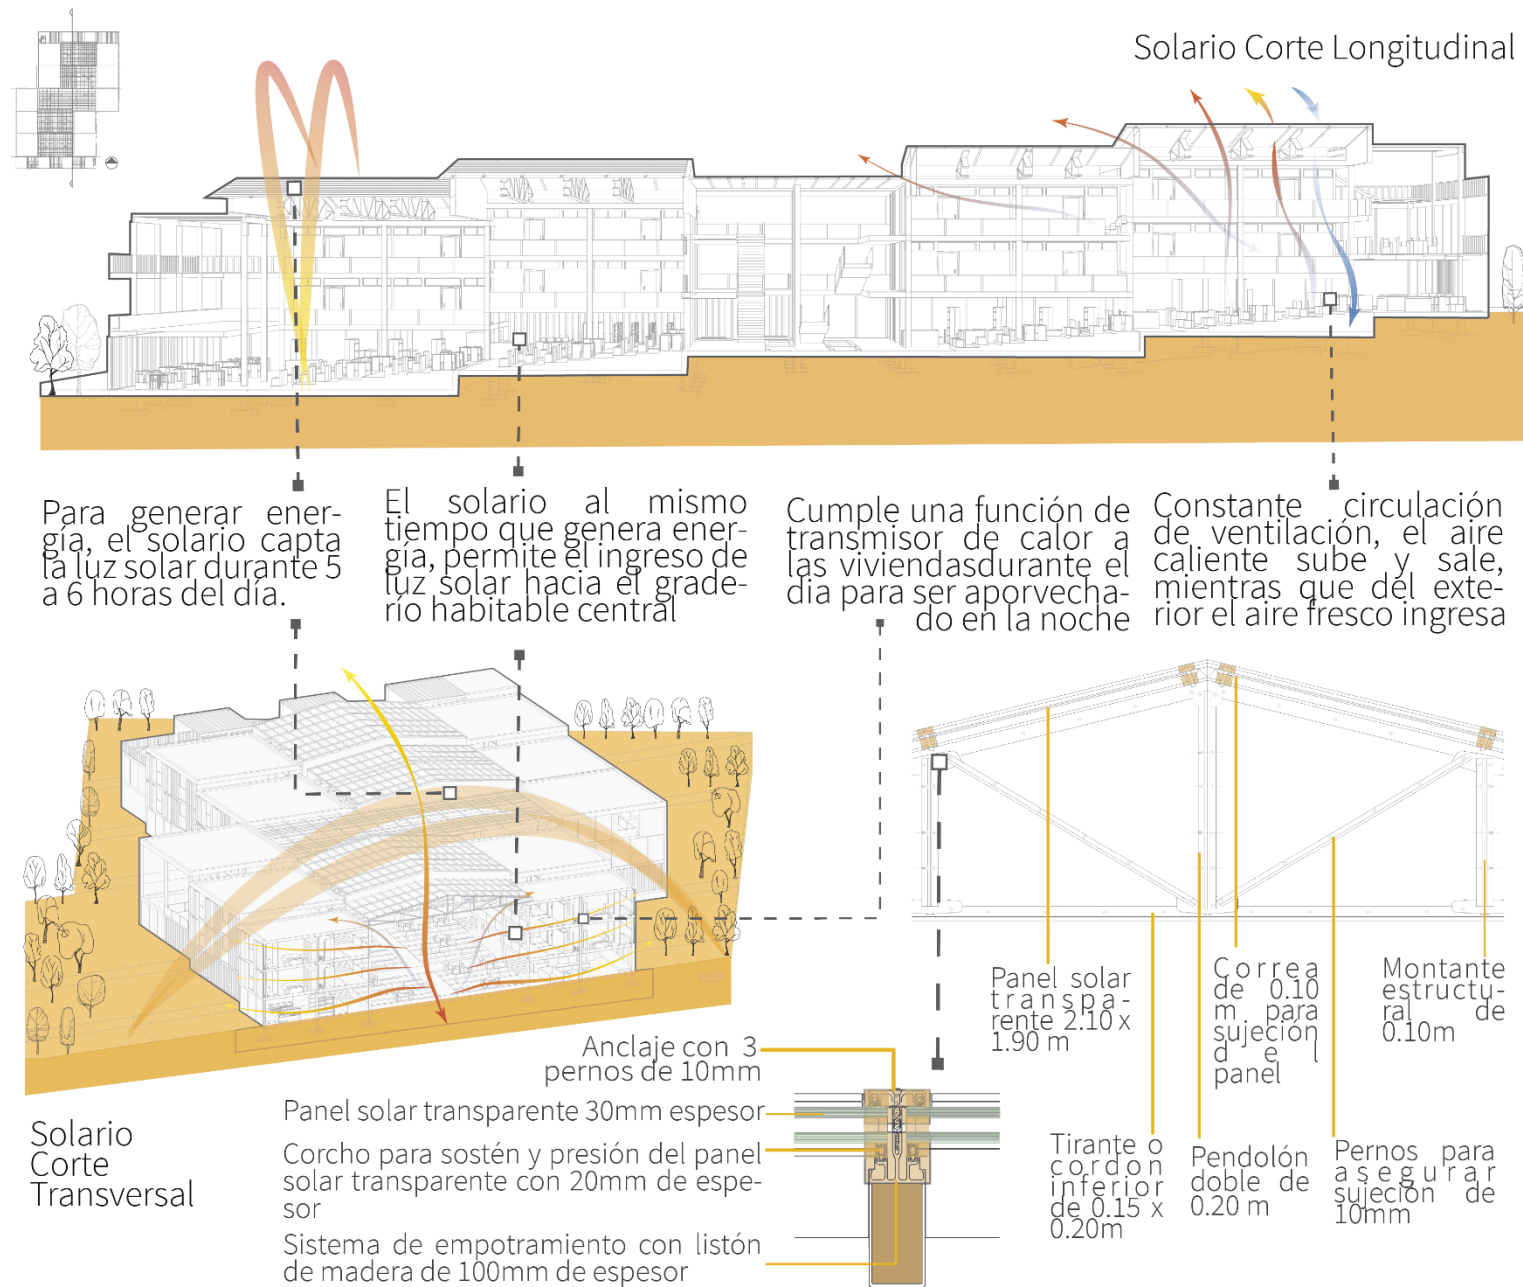 Solario Corte Longitudinal
Para generar ener-
gía, el solario capta
la luz solar durante 5
a 6 horas del día.
El solario al mismo
tiempo que genera ener-
gía, permite el ingreso de
luz solar hacia el grade-
río habitable central
Cumple una función de
transmisor de calor a
las viviendasdurante el
dia para ser aporvecha-
do en la noche
Constante circulación
de ventilación, el aire
caliente sube y sale,
mientras que del exte-
rior el aire fresco ingresa
Panel solar
transpa-
rente 2.10 x
1.90 m
Correa
de 0.10
m para
sujeción
del
panel
Montante
estructu-
ral de
0.10m
Tirante o
cordon
inferior
de 0.15 x
0.20m
Pendolón
doble de
0.20 m
Pernos para
asegurar
sujeción de
10mm
Anclaje con 3
pernos de 10mm
Panel solar transparente 30mm espesor
Corcho para sostén y presión del panel
solar transparente con 20mm de espe-
sor
Sistema de empotramiento con listón
de madera de 100mm de espesor
Solario
Corte
Transversal